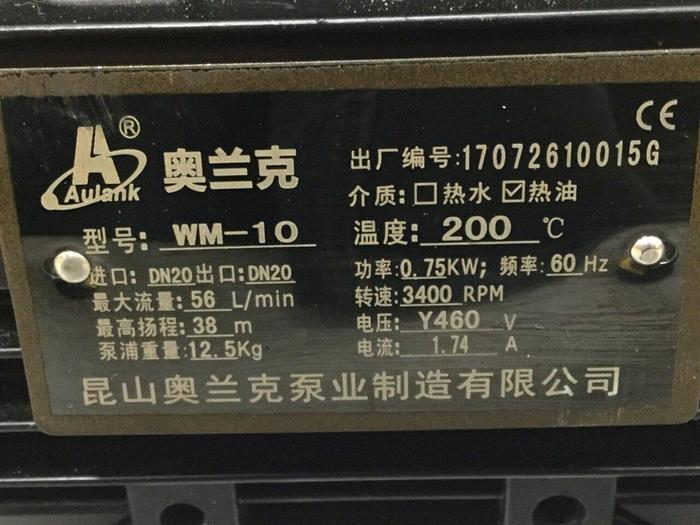 CE
® Aulank 奥兰克
出厂编号:17072610015G
介质:□热水 ☑热油
型号: WM-10
温度: 200 ℃
进口: DN20 出口: DN20
功率: 0.75KW; 频率: 60 Hz
最大流量: 56 L/min
转速: 3400 RPM
最高扬程: 38 m
电压: Y460 V
泵浦重量: 12.5Kg
电流: 1.74 A
昆山奥兰克泵业制造有限公司